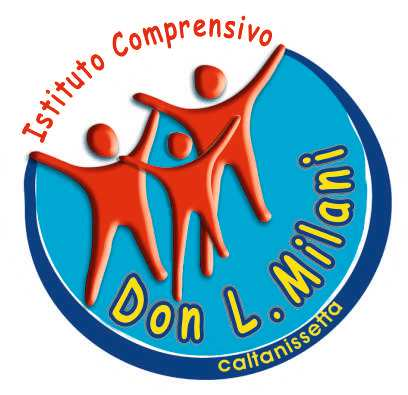 Istituto Comprensivo
Don L. Milani
caltanissetta